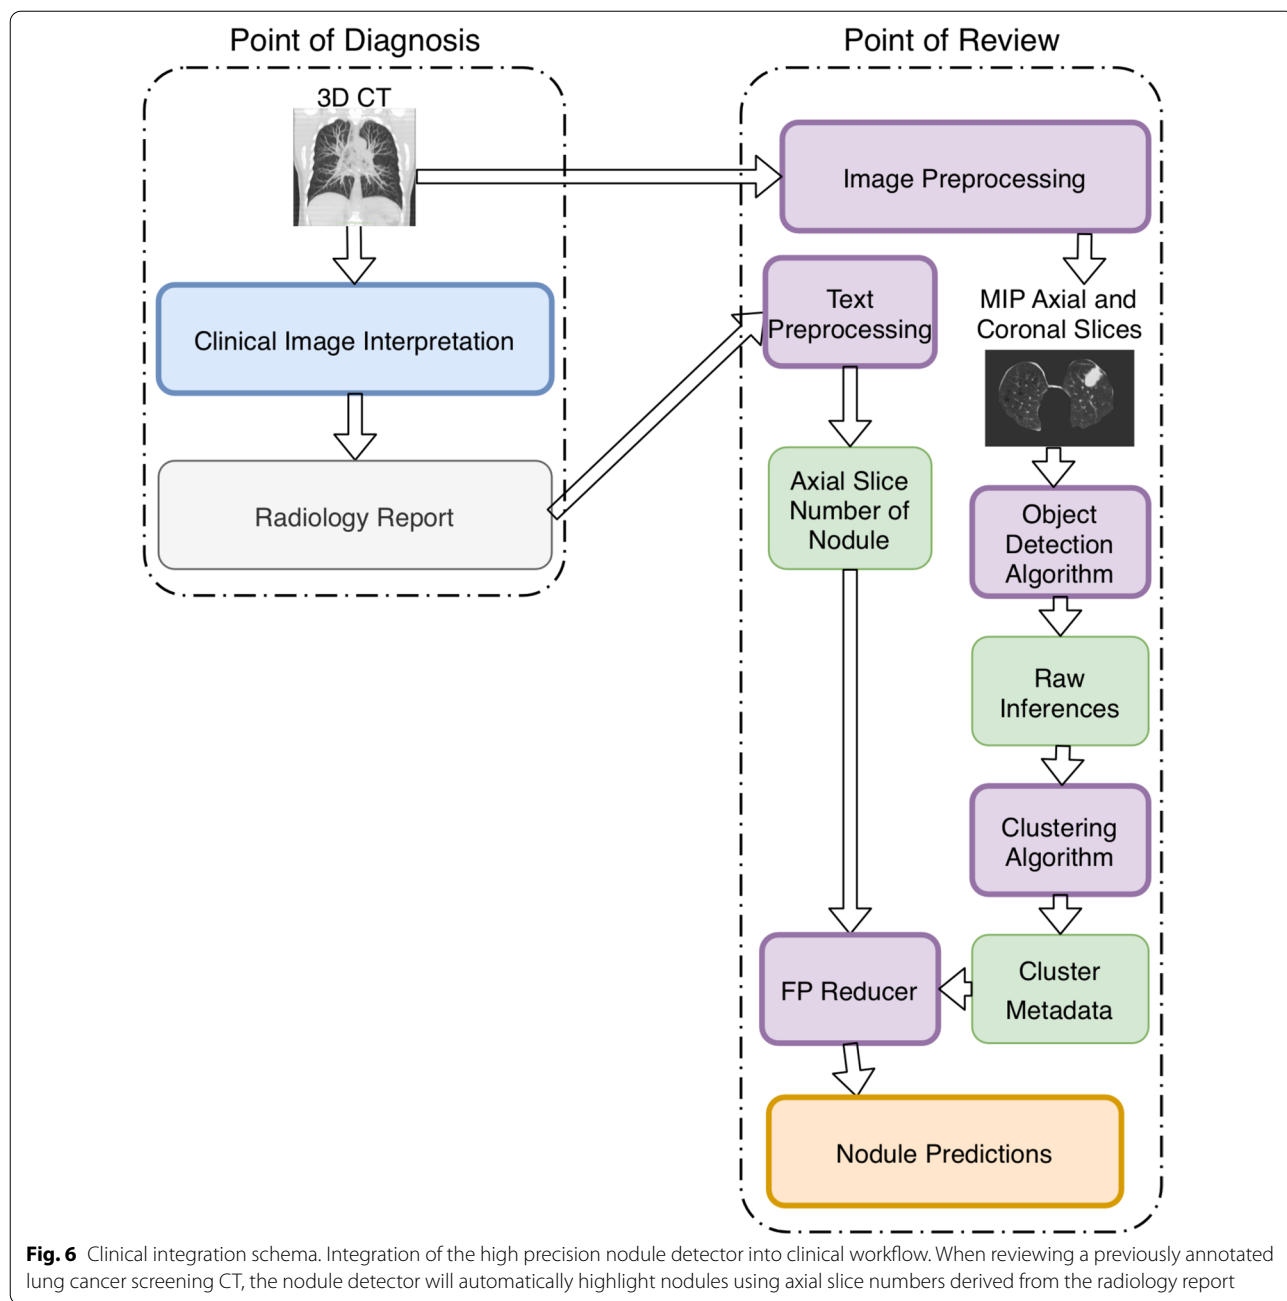 Point of Diagnosis
3D CT
Clinical Image Interpretation
Radiology Report
Point of Review
Image Preprocessing
Text
Preprocessing
Axial Slice
Number of
Nodule
MIP Axial and
Coronal Slices
Object
Detection
Algorithm
Raw
Inferences
Clustering
Algorithm
Cluster
Metadata
FP Reducer
Nodule Predictions
Fig. 6 Clinical integration schema. Integration of the high precision nodule detector into clinical workflow. When reviewing a previously annotated
lung cancer screening CT, the nodule detector will automatically highlight nodules using axial slice numbers derived from the radiology report